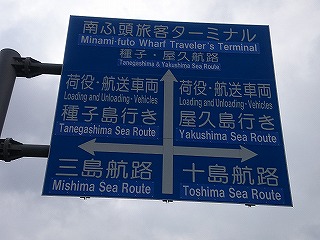 南ふ頭旅客ターミナル
Minami-futo Wharf Traveler's Terminal
種子・屋久航路
Tanegashima & Yakushima Sea Route
荷役・航送車両
Loading and Unloading・Vehicles
種子島行き
Tanegashima Sea Route
荷役・航送車両
Loading and Unloading・Vehicles
屋久島行き
Yakushima Sea Route
三島航路
Mishima Sea Route
十島航路
Toshima Sea Route